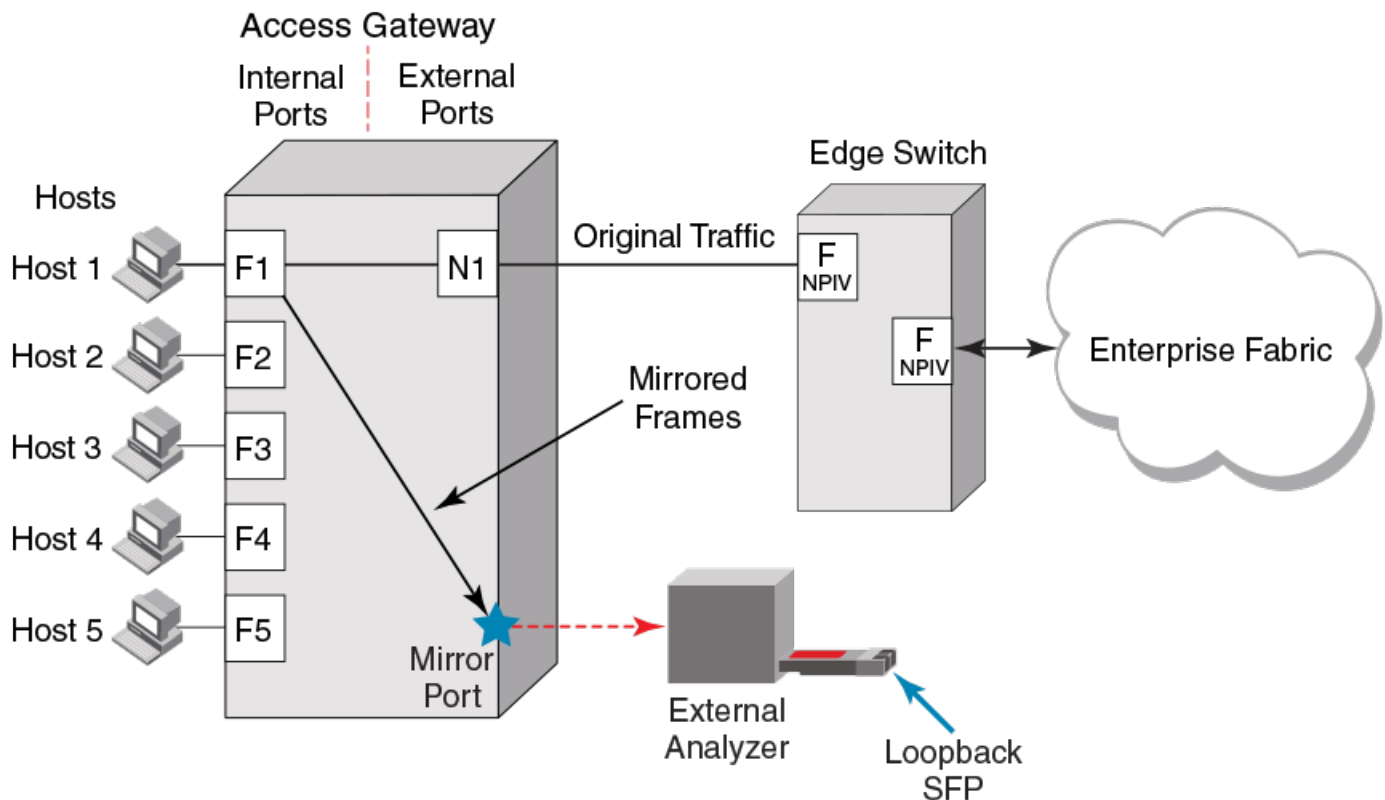 Access Gateway
Internal
Ports
External
Ports
Edge Switch
Hosts
Host 1
F1
N1
Original Traffic
F
NPIV
F
NPIV
Enterprise Fabric
Host 2
F2
Mirrored
Frames
Host 3
F3
Host 4
F4
Host 5
F5
Mirror
Port
External
Analyzer
Loopback
SFP